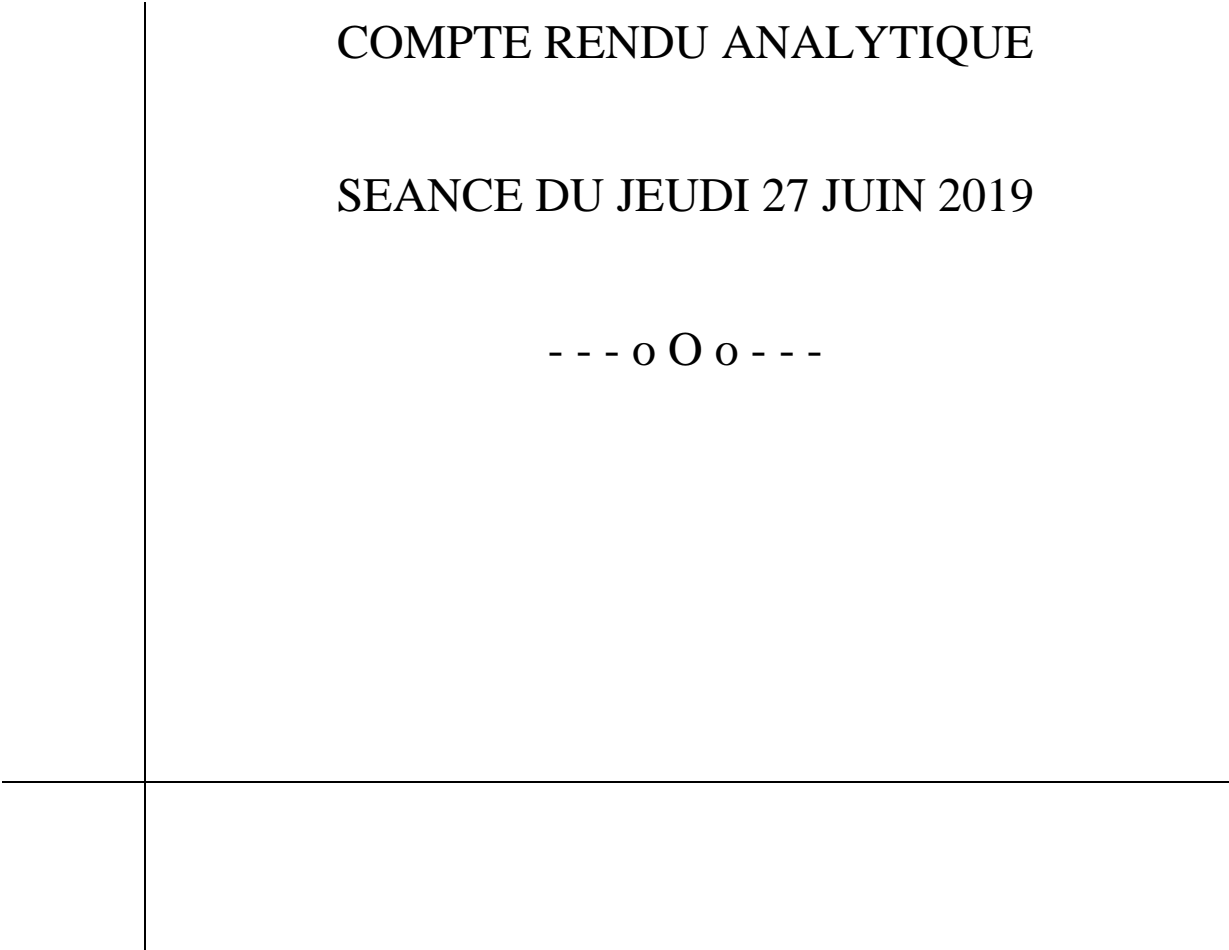 COMPTE RENDU ANALYTIQUE
SEANCE DU JEUDI 27 JUIN 2019
- - - o O o - - -